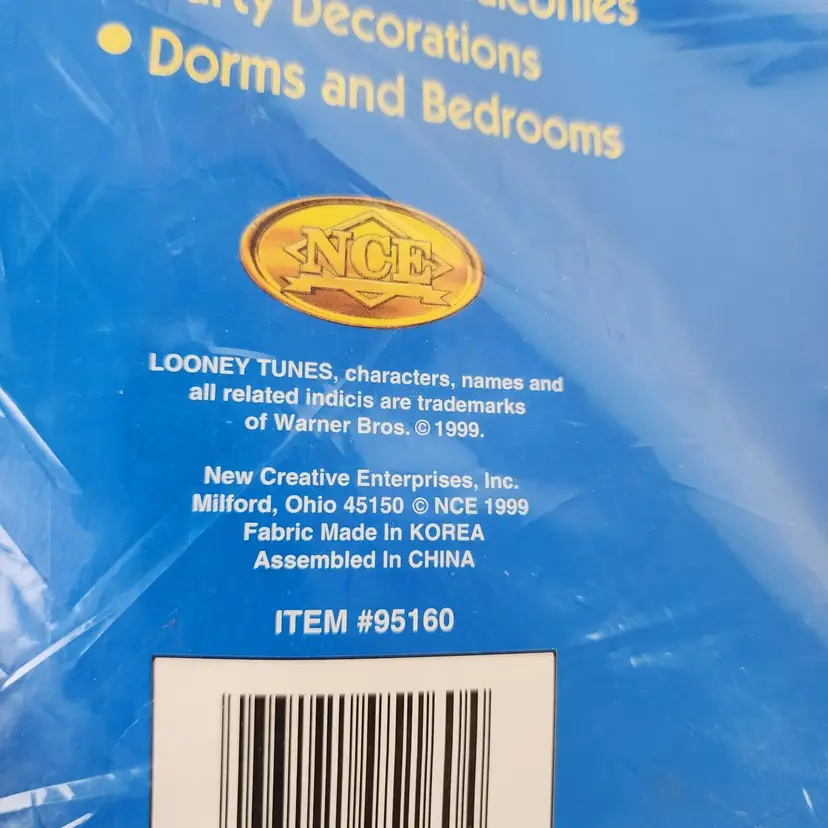 Decorations
• Dorms and Bedrooms
NCE
LOONEY TUNES, characters, names and
all related indicis are trademarks
of Warner Bros. © 1999.
New Creative Enterprises, Inc.
Milford, Ohio 45150 © NCE 1999
Fabric Made In KOREA
Assembled In CHINA
ITEM #95160